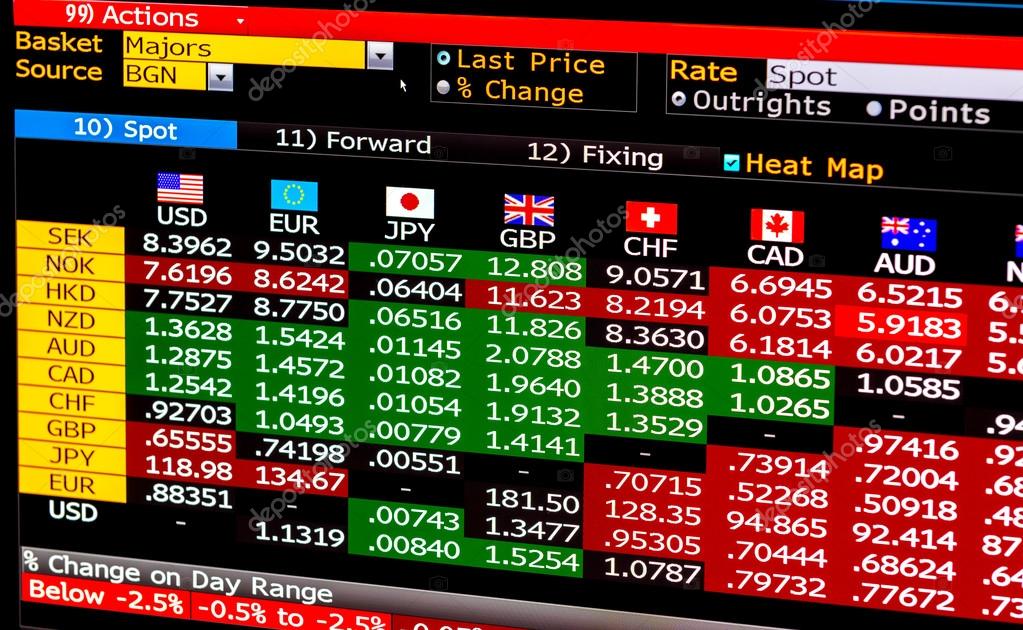 99) Actions
Basket Majors
Source BGN
Last Price
% Change
Rate Spot
Outrights Points
10) Spot 11) Forward 12) Fixing Heat Map
USD EUR JPY GBP CHF CAD AUD
SEK 8.3962 9.5032 .07057 12.808 9.0571 6.6945 6.5215
NOK 7.6196 8.6242 .06404 11.623 8.2194 6.0753 5.9183
HKD 7.7527 8.7750 .06516 11.826 8.3630 6.1814 6.0217
NZD 1.3628 1.5424 .01145 2.0788 1.4700 1.0865 1.0585
AUD 1.2875 1.4572 .01082 1.9640 1.3888 1.0265 -
CAD 1.2542 1.4196 .01054 1.9132 1.3529 - .97416
CHF .92703 1.0493 .00779 1.4141 - .73914 .72004
GBP .65555 .74198 .00551 - .70715 .52268 .50918
JPY 118.98 134.67 - 181.50 128.35 94.865 92.414
EUR .88351 - .00743 1.3477 .95305 .70444 .68624
USD - 1.1319 .00840 1.5254 1.0787 .79732 .77672
% Change on Day Range
Below -2.5% -0.5% to -2.5%
depositphotos